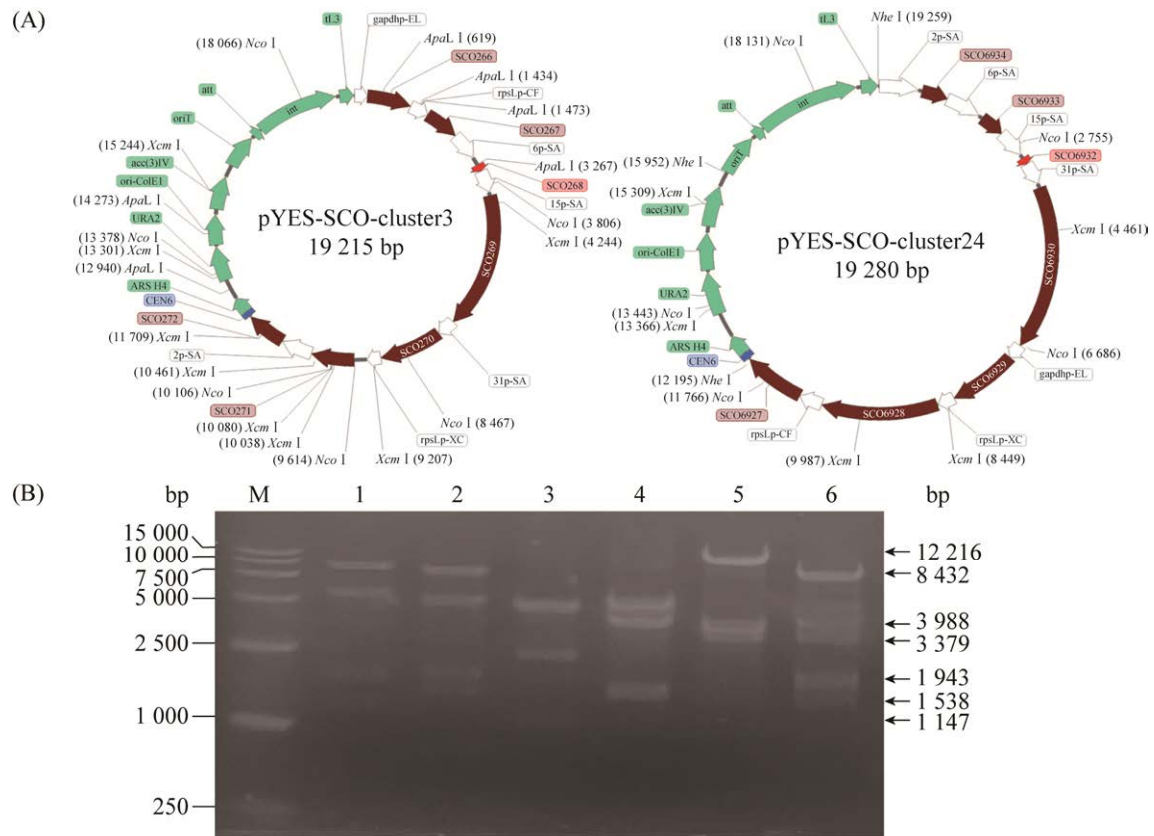 (A)
tL3
gapdhp-EL
(18 066) Nco I
ApaL I (619)
SCO266
ApaL I (1 434)
rpsLp-CF
ApaL I (1 473)
SCO267
6p-SA
ApaL I (3 267)
SCO268
15p-SA
Nco I (3 806)
Xcm I (4 244)
SCO269
31p-SA
SCO270
Nco I (8 467)
rpsLp-XC
Xcm I (9 207)
(9 614) Nco I
(10 038) Xcm I
(10 080) Xcm I
SCO271
(10 106) Nco I
(10 461) Xcm I
2p-SA
(11 709) Xcm I
SCO272
CEN6
ARS H4
(12 940) ApaL I
(13 301) Xcm I
(13 378) Nco I
URA2
(14 273) ApaL I
ori-ColE1
acc(3)IV
(15 244) Xcm I
oriT
att
int
pYES-SCO-cluster3
19 215 bp
tL3
Nhe I (19 259)
2p-SA
(18 131) Nco I
SCO6934
6p-SA
SCO6933
15p-SA
Nco I (2 755)
SCO6932
31p-SA
Xcm I (4 461)
SCO6930
Nco I (6 686)
gapdhp-EL
SCO6929
rpsLp-XC
Xcm I (8 449)
SCO6928
(9 987) Xcm I
rpsLp-CF
SCO6927
(11 766) Nco I
(12 195) Nhe I
CEN6
ARS H4
(13 366) Xcm I
(13 443) Nco I
URA2
ori-ColE1
acc(3)IV
(15 309) Xcm I
(15 952) Nhe I
oriT
att
int
pYES-SCO-cluster24
19 280 bp
(B)
bp M 1 2 3 4 5 6 bp
15 000
10 000
7 500
5 000
2 500
1 000
250
12 216
8 432
3 988
3 379
1 943
1 538
1 147